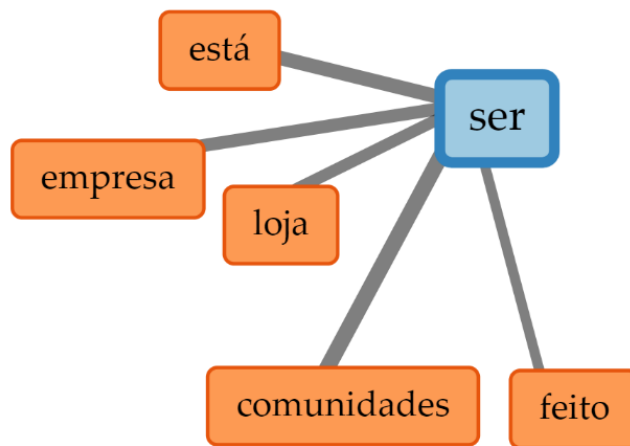 está
ser
empresa
loja
comunidades
feito